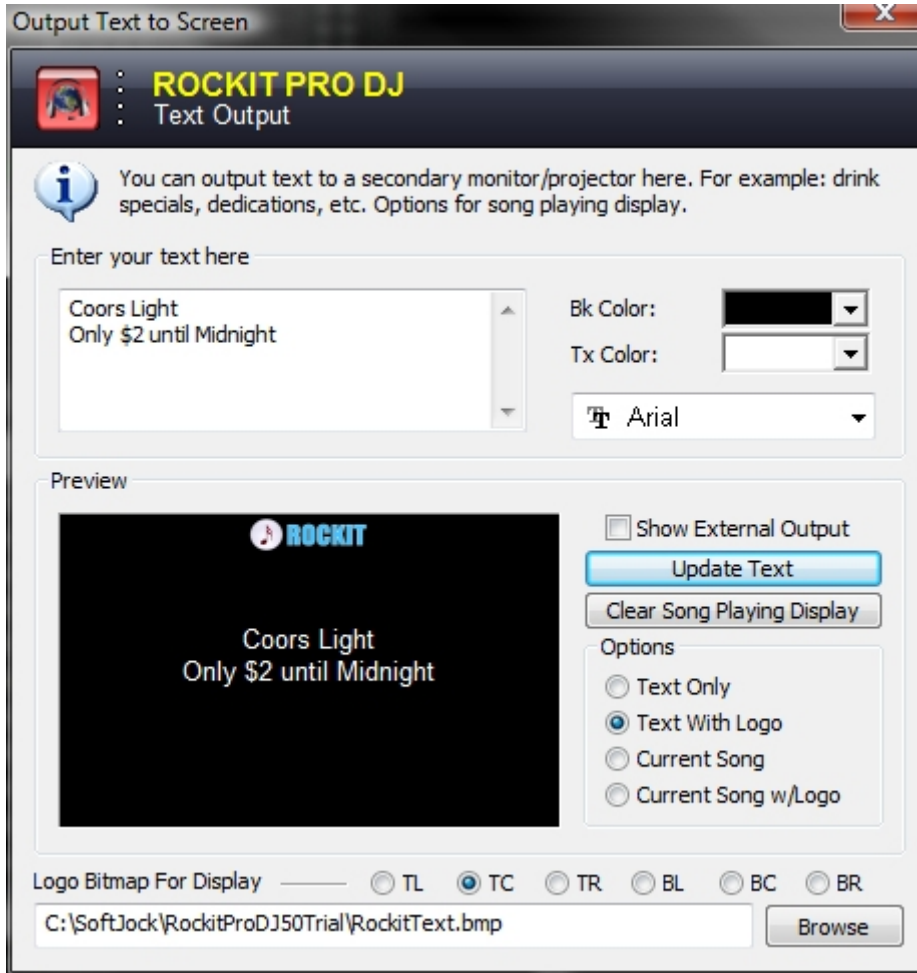 Output Text to Screen
ROCKIT PRO DJ
Text Output
You can output text to a secondary monitor/projector here. For example: drink
specials, dedications, etc. Options for song playing display.
Enter your text here
Coors Light
Only $2 until Midnight
Bk Color:
Tx Color:
Arial
Preview
ROCKIT
Coors Light
Only $2 until Midnight
Show External Output
Update Text
Clear Song Playing Display
Options
Text Only
Text With Logo
Current Song
Current Song w/Logo
Logo Bitmap For Display TL TC TR BL BC BR
C:\SoftJock\RockitProDJ50Trial\RockitText.bmp
Browse